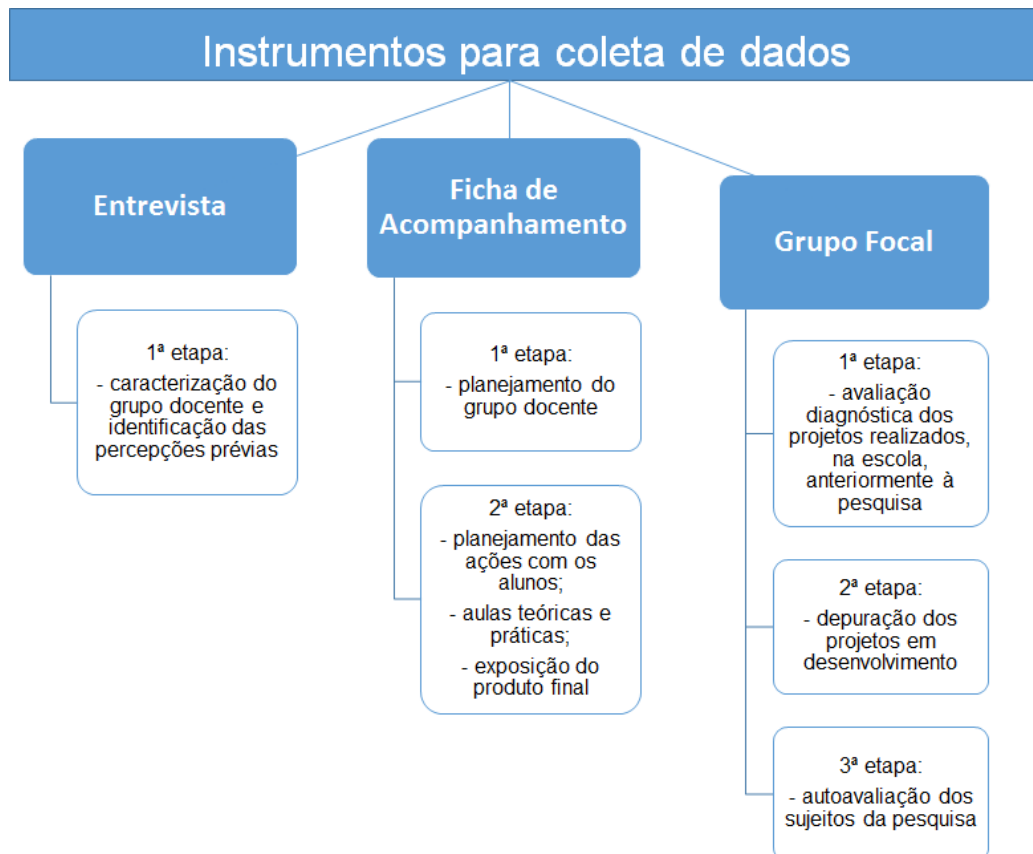 Instrumentos para coleta de dados
Entrevista
1ª etapa:
- caracterização do
grupo docente e
identificação das
percepções prévias
Ficha de
Acompanhamento
1ª etapa:
- planejamento do
grupo docente
2ª etapa:
- planejamento das
ações com os
alunos;
- aulas teóricas e
práticas;
- exposição do
produto final
Grupo Focal
1ª etapa:
- avaliação
diagnóstica dos
projetos realizados,
na escola,
anteriormente à
pesquisa
2ª etapa:
- depuração dos
projetos em
desenvolvimento
3ª etapa:
- autoavaliação dos
sujeitos da pesquisa